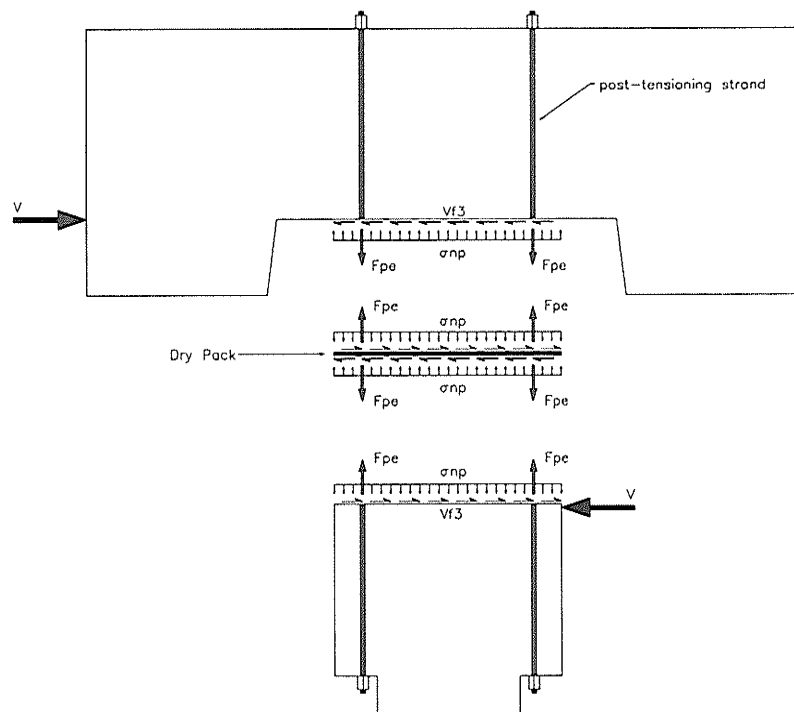 post-tensioning strand
V
Vf3
σnp
Fpe
Fpe
Fpe
σnp
Fpe
Dry Pack
Fpe
σnp
Fpe
Fpe
σnp
Fpe
V
Vf3